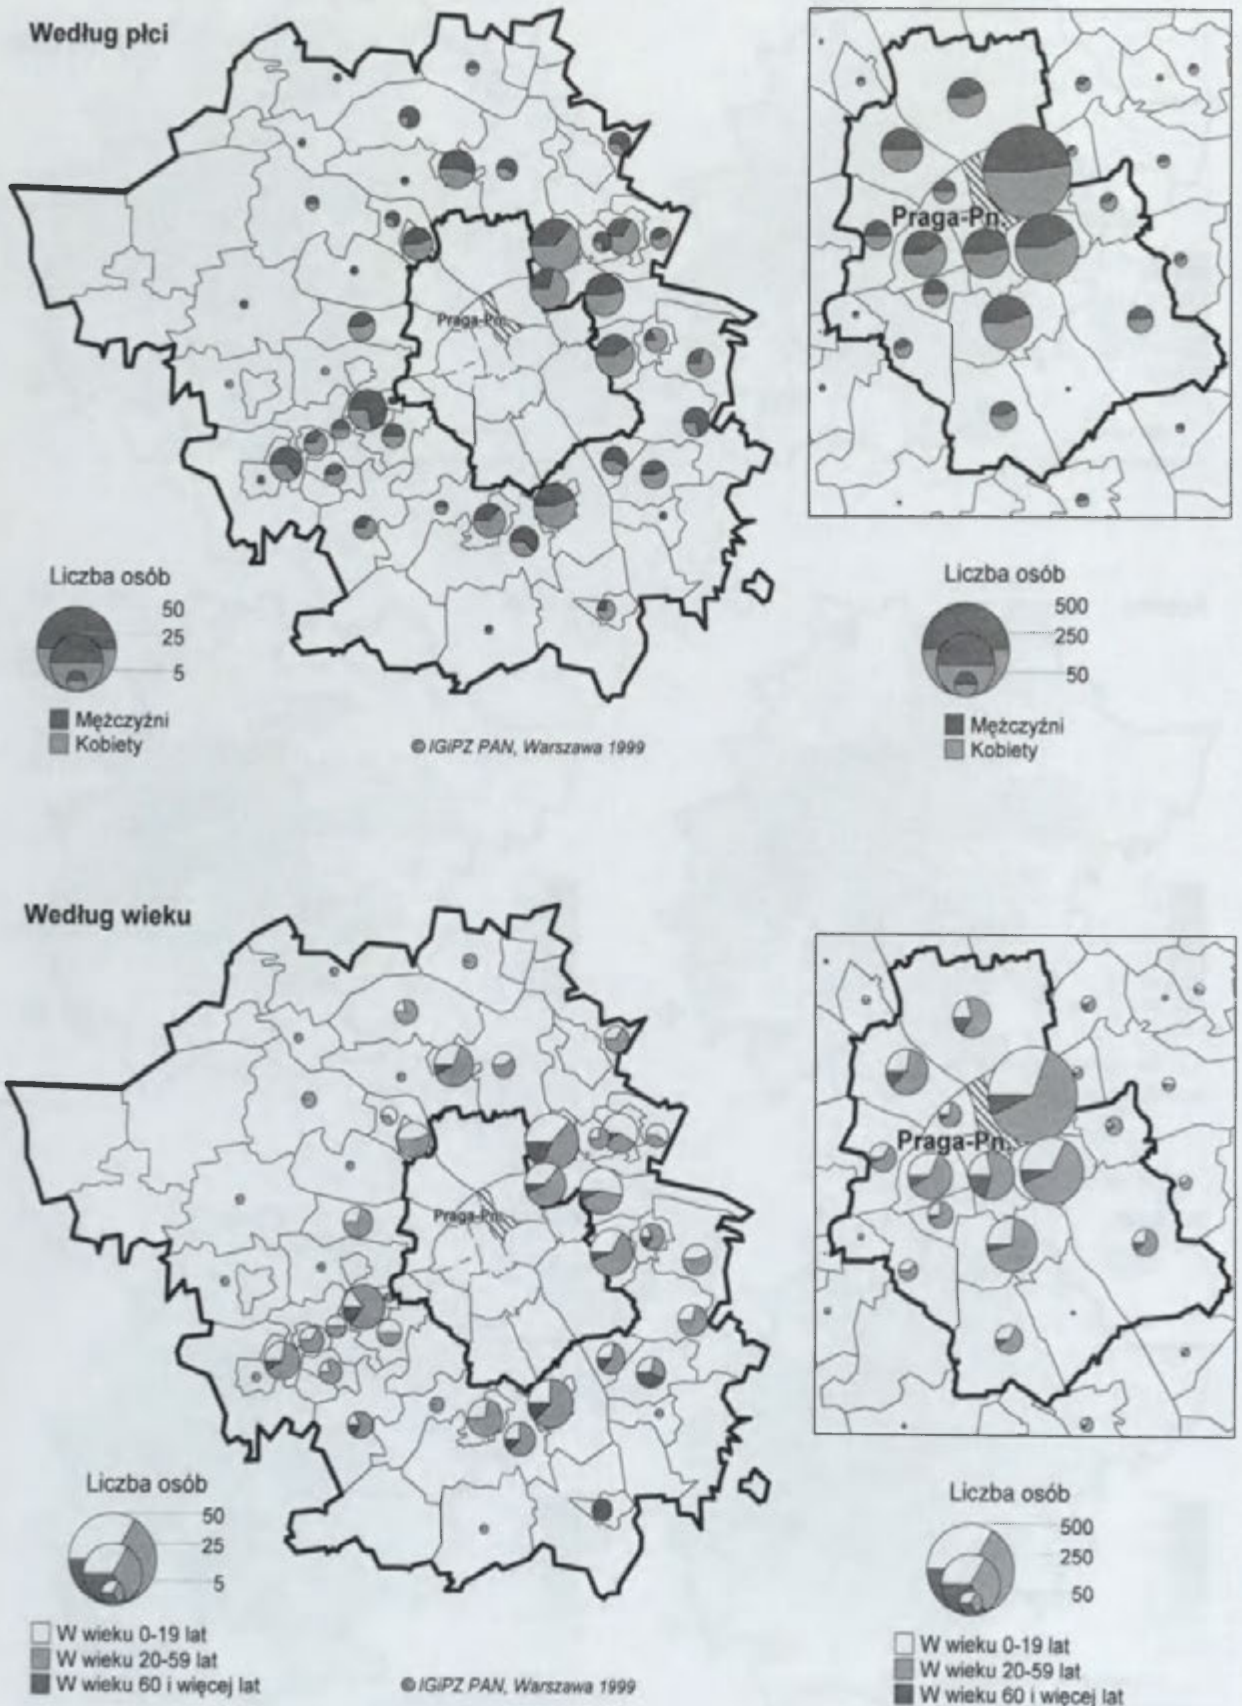 Według płci
Praga-Pn.
Praga-Pn.
Liczba osób
50
25
5
Mężczyźni
Kobiety
© IGiPZ PAN, Warszawa 1999
Liczba osób
500
250
50
Mężczyźni
Kobiety
Według wieku
Praga-Pn.
Praga-Pn.
Liczba osób
50
25
5
W wieku 0-19 lat
W wieku 20-59 lat
W wieku 60 i więcej lat
© IGiPZ PAN, Warszawa 1999
Liczba osób
500
250
50
W wieku 0-19 lat
W wieku 20-59 lat
W wieku 60 i więcej lat